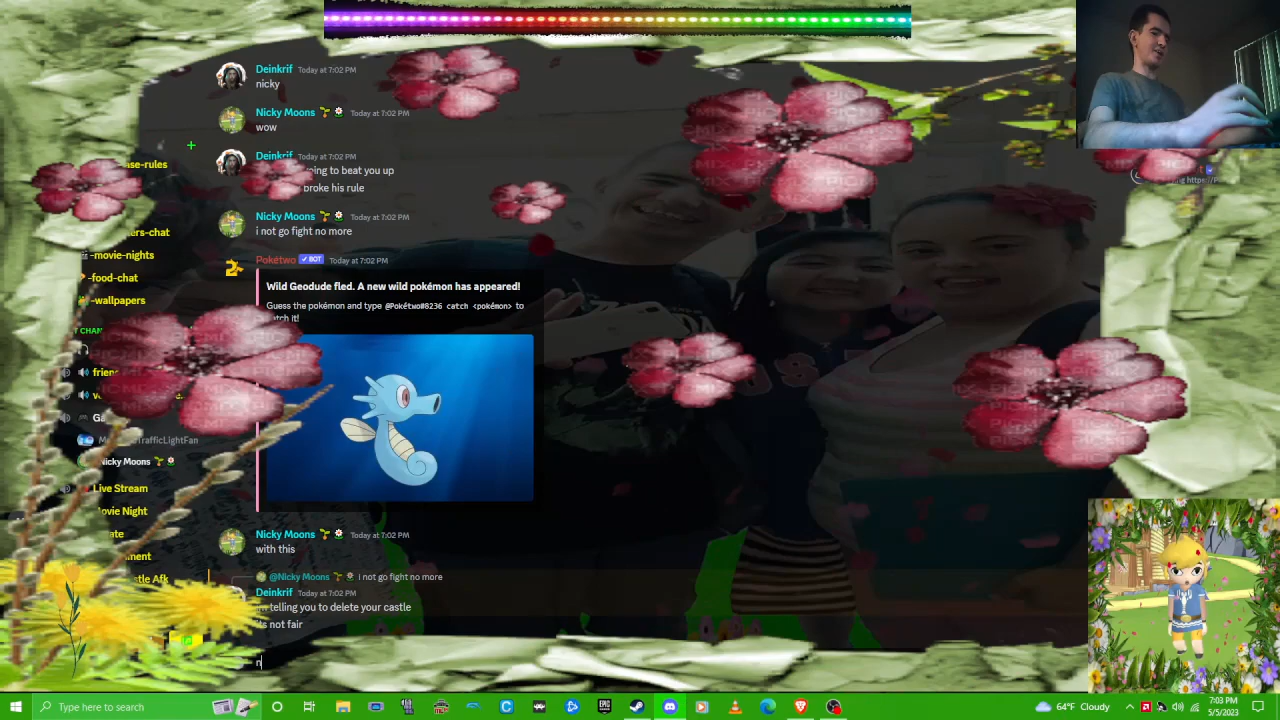 Deinkrif Today at 7:02 PM
nicky
Nicky Moons Today at 7:02 PM
wow
Deinkrif Today at 7:02 PM
to beat you up
broke his rule
Nicky Moons Today at 7:02 PM
i not go fight no more
Pokétwo ✓ BOT Today at 7:02 PM
Wild Geodude fled. A new wild pokémon has appeared!
Guess the pokémon and type @Pokétwo#8236 catch <pokémon> to
it!
Nicky Moons Today at 7:02 PM
with this
@Nicky Moons i not go fight no more
Deinkrif Today at 7:02 PM
telling you to delete your castle
its not fair
n
-rules
-chat
-movie-nights
-food-chat
-wallpapers
Nicky Moons
Live Stream
Afk
Type here to search
64°F Cloudy
7:03 PM
5/5/2023